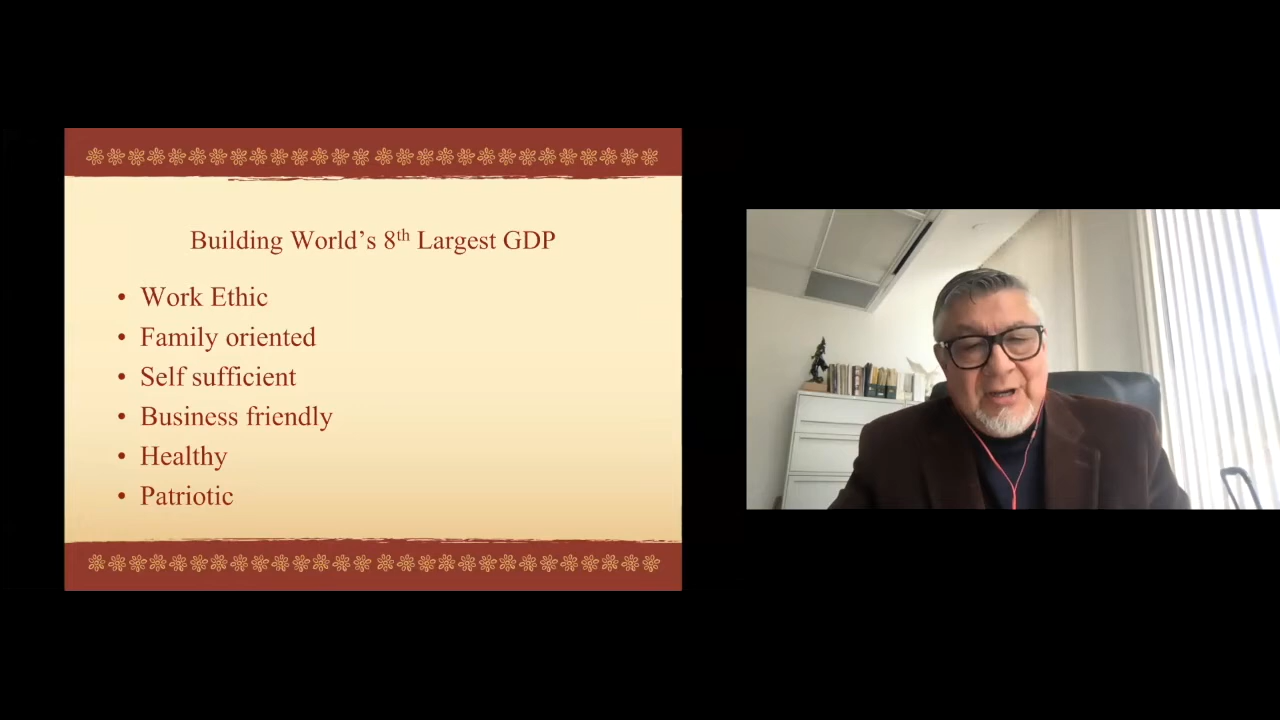 Building World’s 8th Largest GDP
• Work Ethic
• Family oriented
• Self sufficient
• Business friendly
• Healthy
• Patriotic